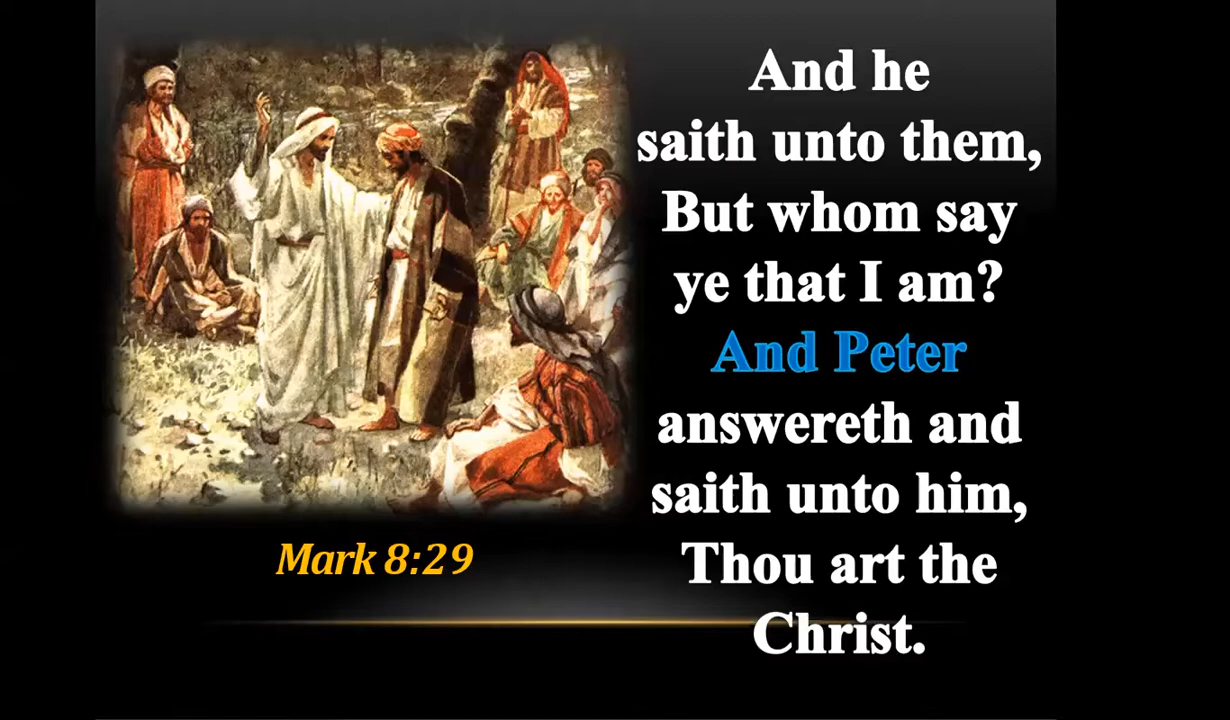 And he
saith unto them,
But whom say
ye that I am?
And Peter
answereth and
saith unto him,
Thou art the
Christ.
Mark 8:29